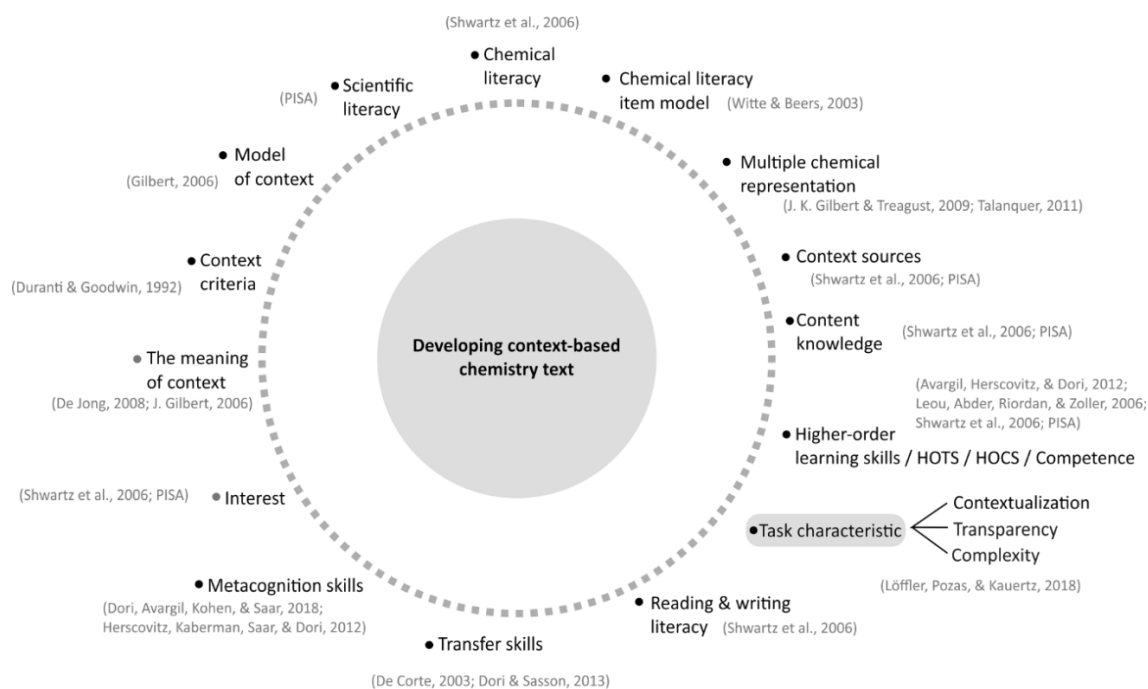 (Shwartz et al., 2006)
• Chemical
literacy
• Chemical literacy
item model
(Witte & Beers, 2003)
• Multiple chemical
representation
(J. K. Gilbert & Treagust, 2009; Talanquer, 2011)
• Context sources
(Shwartz et al., 2006; PISA)
• Content
knowledge
(Shwartz et al., 2006; PISA)
(Avargil, Herscovitz, & Dori, 2012;
Leou, Abder, Riordan, & Zoller, 2006;
Shwartz et al., 2006; PISA)
• Higher-order
learning skills / HOTS / HOCS / Competence
• Task characteristic
Contextualization
Transparency
Complexity
(Löffler, Pozas, & Kauertz, 2018)
• Reading & writing
literacy
(Shwartz et al., 2006)
• Transfer skills
(De Corte, 2003; Dori & Sasson, 2013)
• Metacognition skills
(Dori, Avargil, Kohen, & Saar, 2018;
Herscovitz, Kaberman, Saar, & Dori, 2012)
(Shwartz et al., 2006; PISA)
• Interest
• The meaning
of context
(De Jong, 2008; J. Gilbert, 2006)
• Context
criteria
(Duranti & Goodwin, 1992)
• Model
of context
(Gilbert, 2006)
• Scientific
literacy
(PISA)
Developing context-based
chemistry text